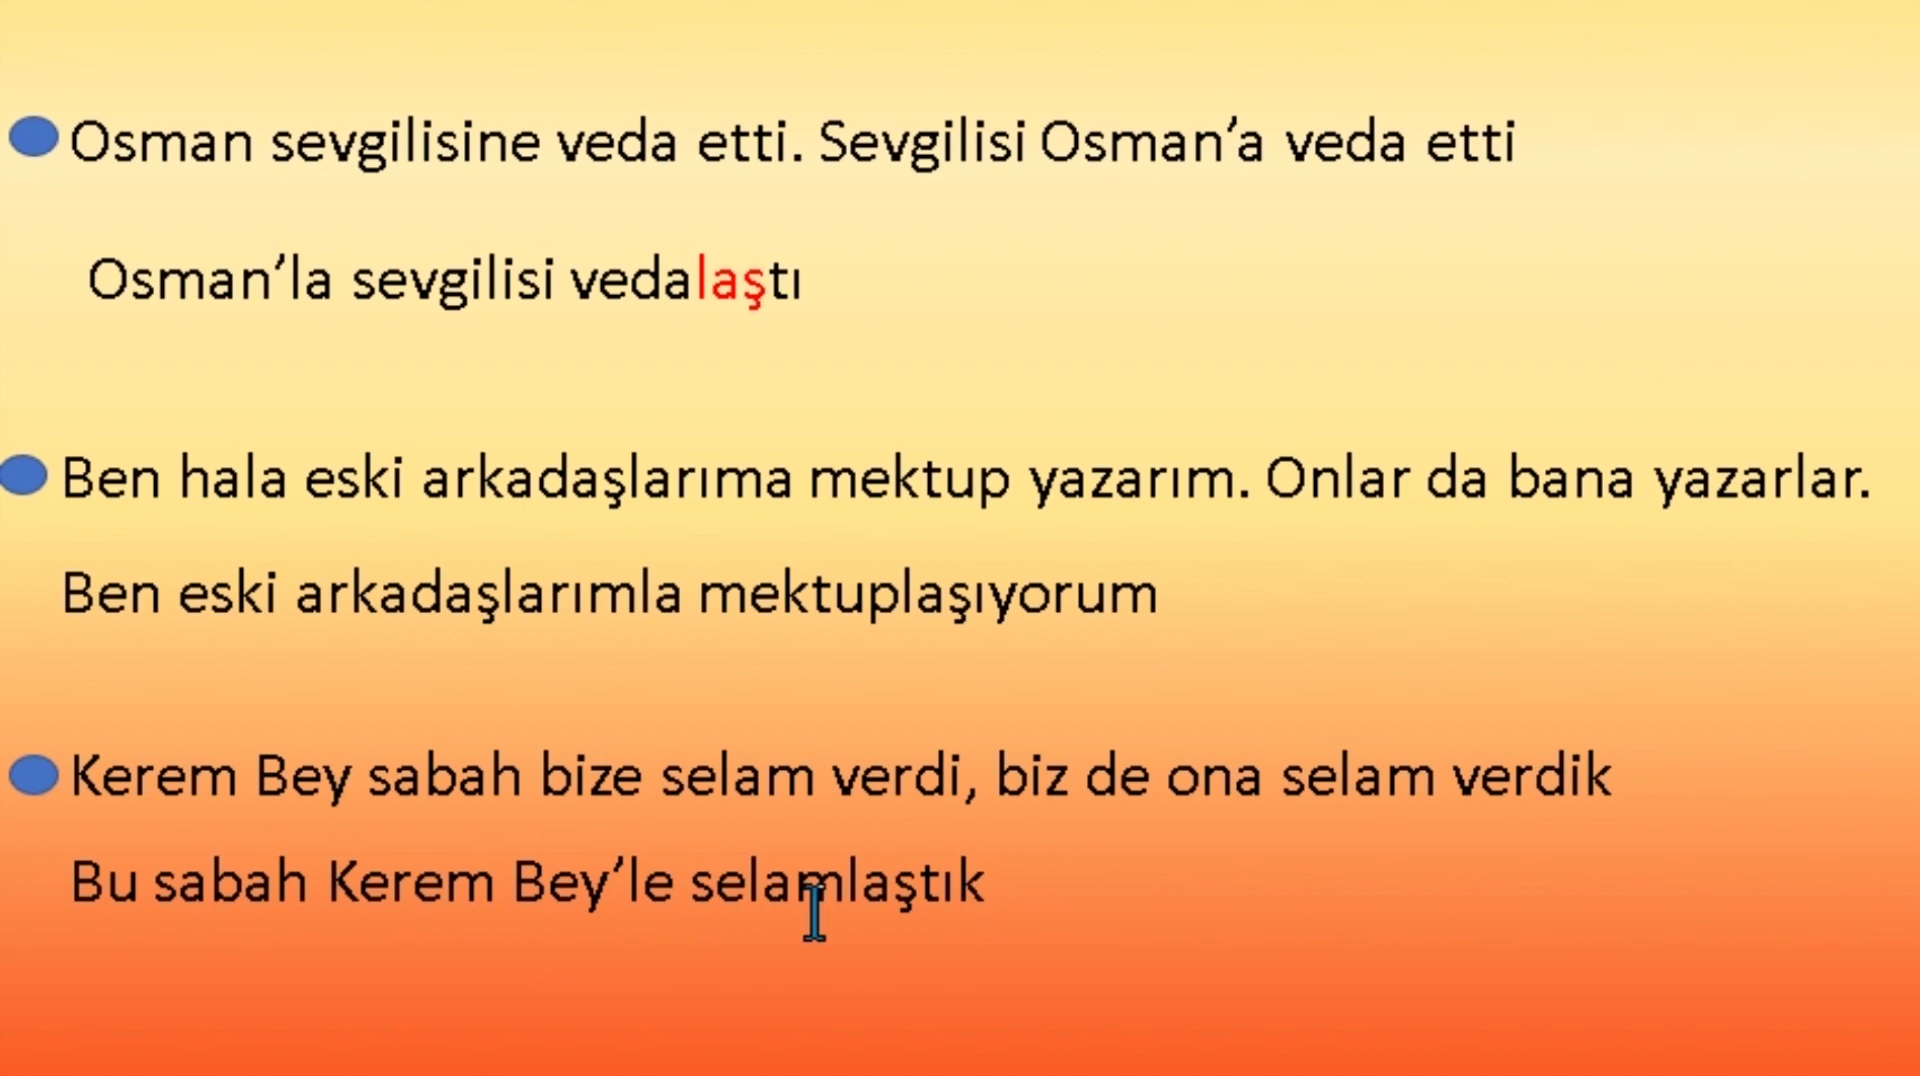 Osman sevgilisine veda etti. Sevgilisi Osman’a veda etti
Osman’la sevgilisi vedalaştı
Ben hala eski arkadaşlarıma mektup yazarım. Onlar da bana yazarlar.
Ben eski arkadaşlarımla mektuplaşıyorum
Kerem Bey sabah bize selam verdi, biz de ona selam verdik
Bu sabah Kerem Bey’le selamlaştık